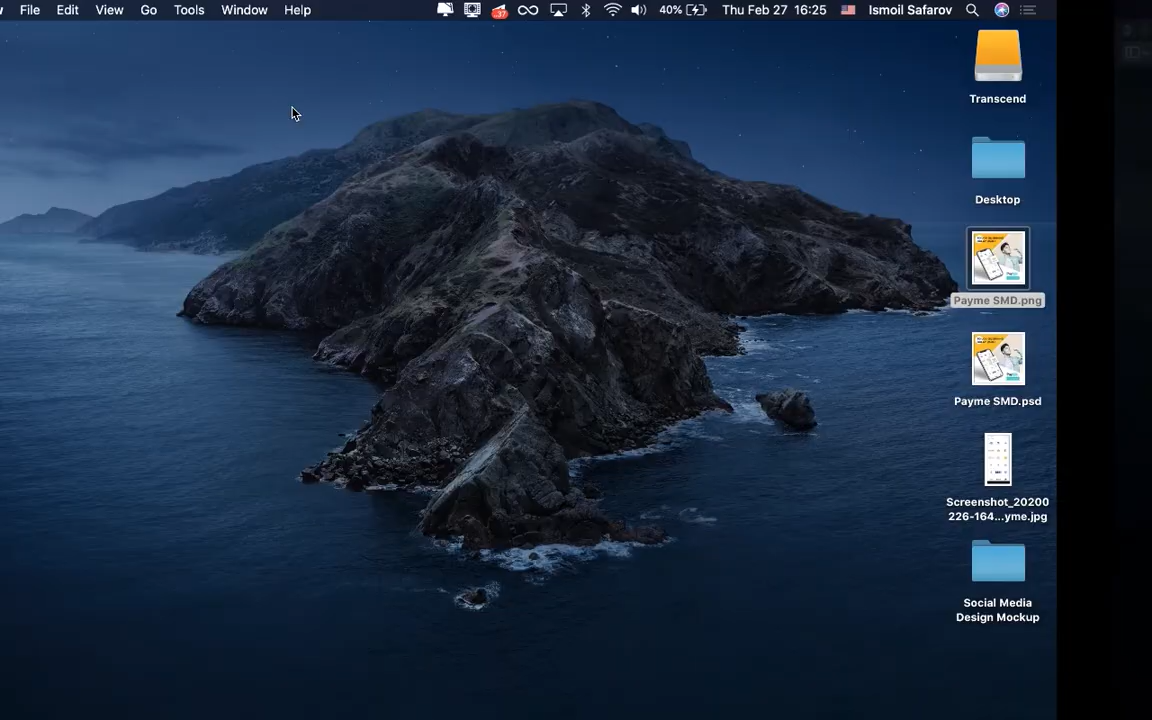 File Edit View Go Tools Window Help 37 40% Thu Feb 27 16:25 Ismoil Safarov
Transcend
Desktop
Payme SMD.png
Payme SMD.psd
Screenshot_20200
226-164...yme.jpg
Social Media
Design Mockup